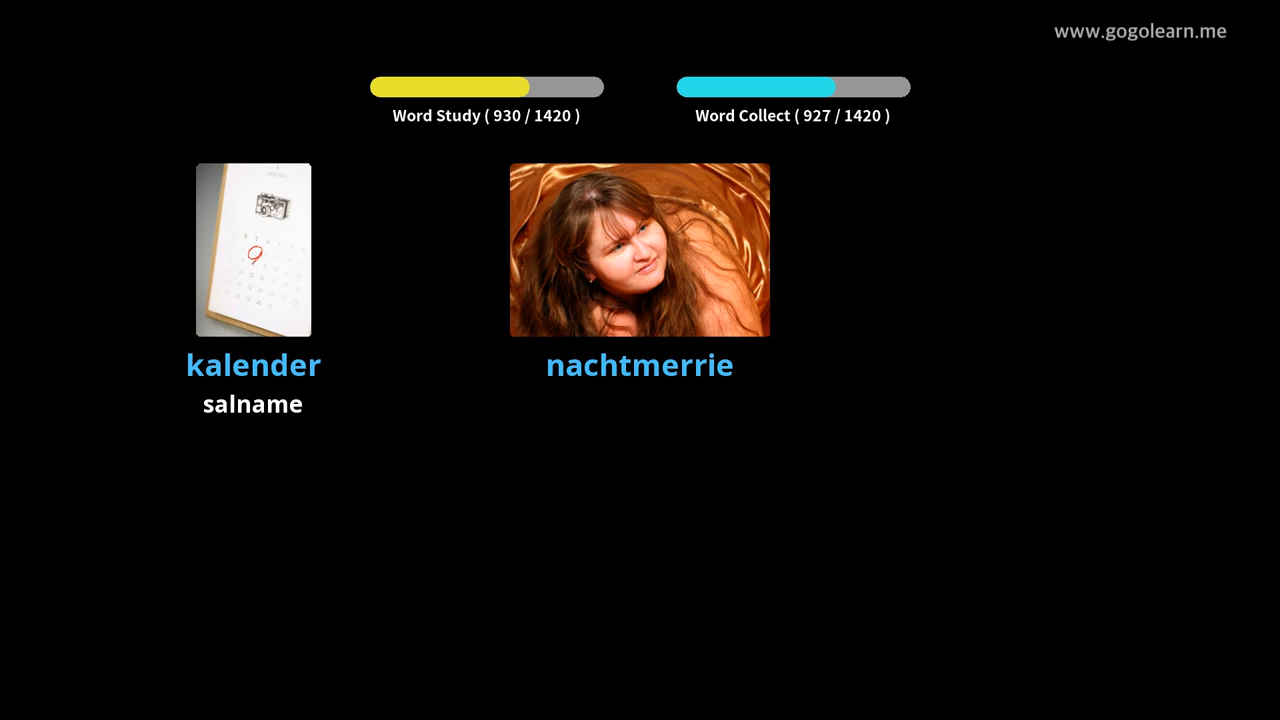 www.gogolearn.me
Word Study ( 930 / 1420 )
Word Collect ( 927 / 1420 )
kalender
nachtmerrie
salname